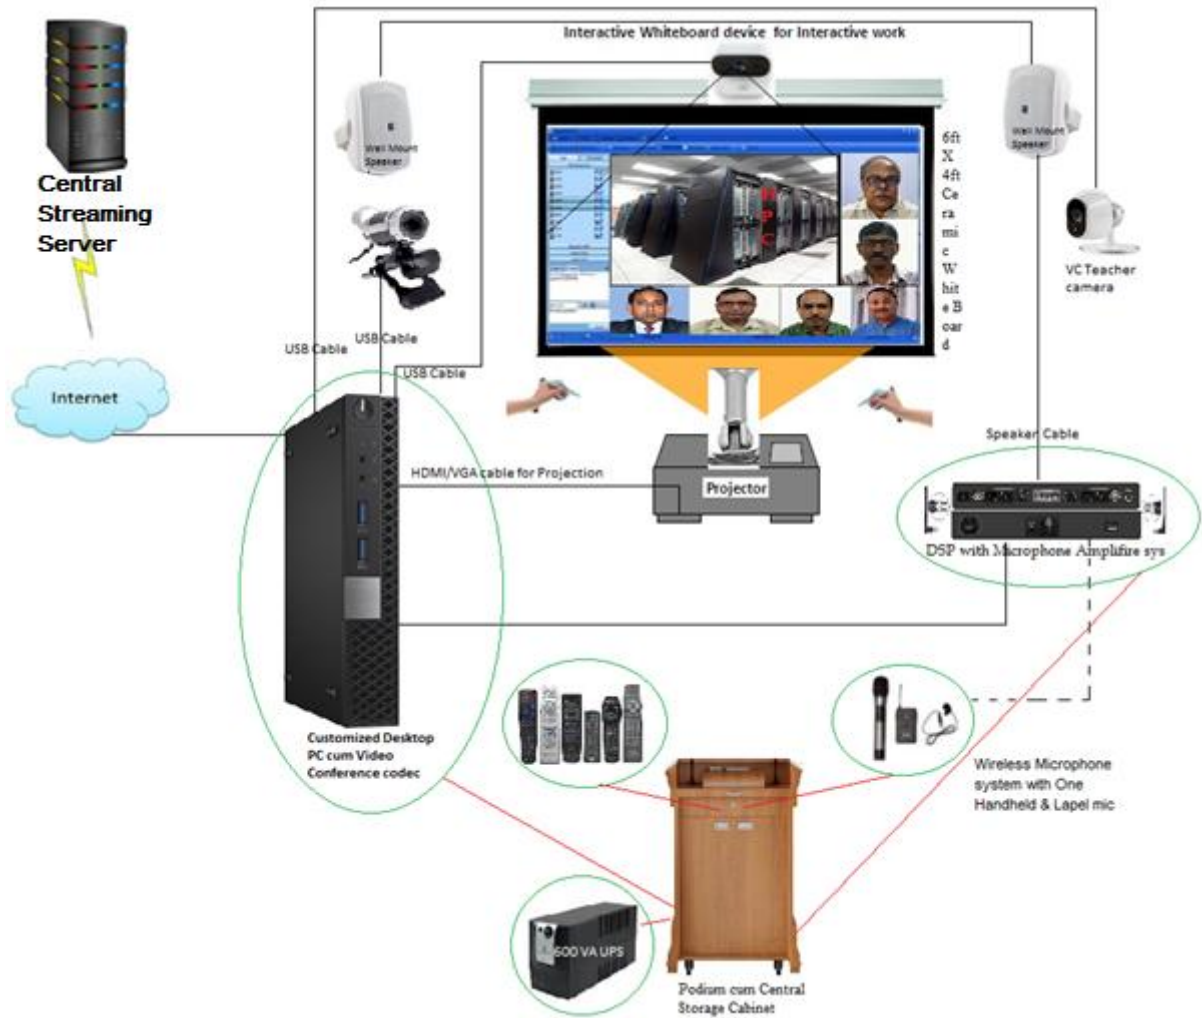 Interactive Whiteboard device for Interactive work
Wall Mount
Speaker
Wall Mount
Speaker
Central
Streaming
Server
6ft
X
4ft
Ce
ra
mi
c
W
hit
e B
oar
d
H
P
C
VC Teacher
camera
USB Cable
USB Cable
USB Cable
Internet
Speaker Cable
HDMI/VGA cable for Projection
Projector
DSP with Microphone Amplifire sys
Customized Desktop
PC cum Video
Conference codec
Wireless Microphone
system with One
Handheld & Lapel mic
600 VA UPS
Podium cum Central
Storage Cabinet